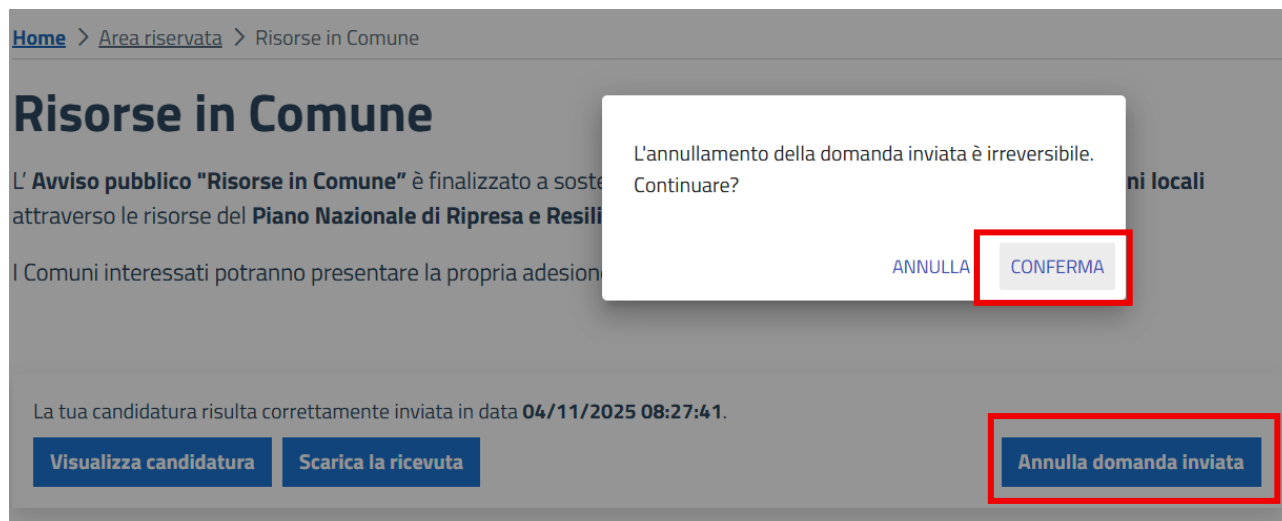 Home > Area riservata > Risorse in Comune
Risorse in Comune
L' Avviso pubblico "Risorse in Comune” è finalizzato a soste
ni locali
attraverso le risorse del Piano Nazionale di Ripresa e Resili
I Comuni interessati potranno presentare la propria adesion
L'annullamento della domanda inviata è irreversibile.
Continuare?
ANNULLA CONFERMA
La tua candidatura risulta correttamente inviata in data 04/11/2025 08:27:41.
Visualizza candidatura Scarica la ricevuta Annulla domanda inviata